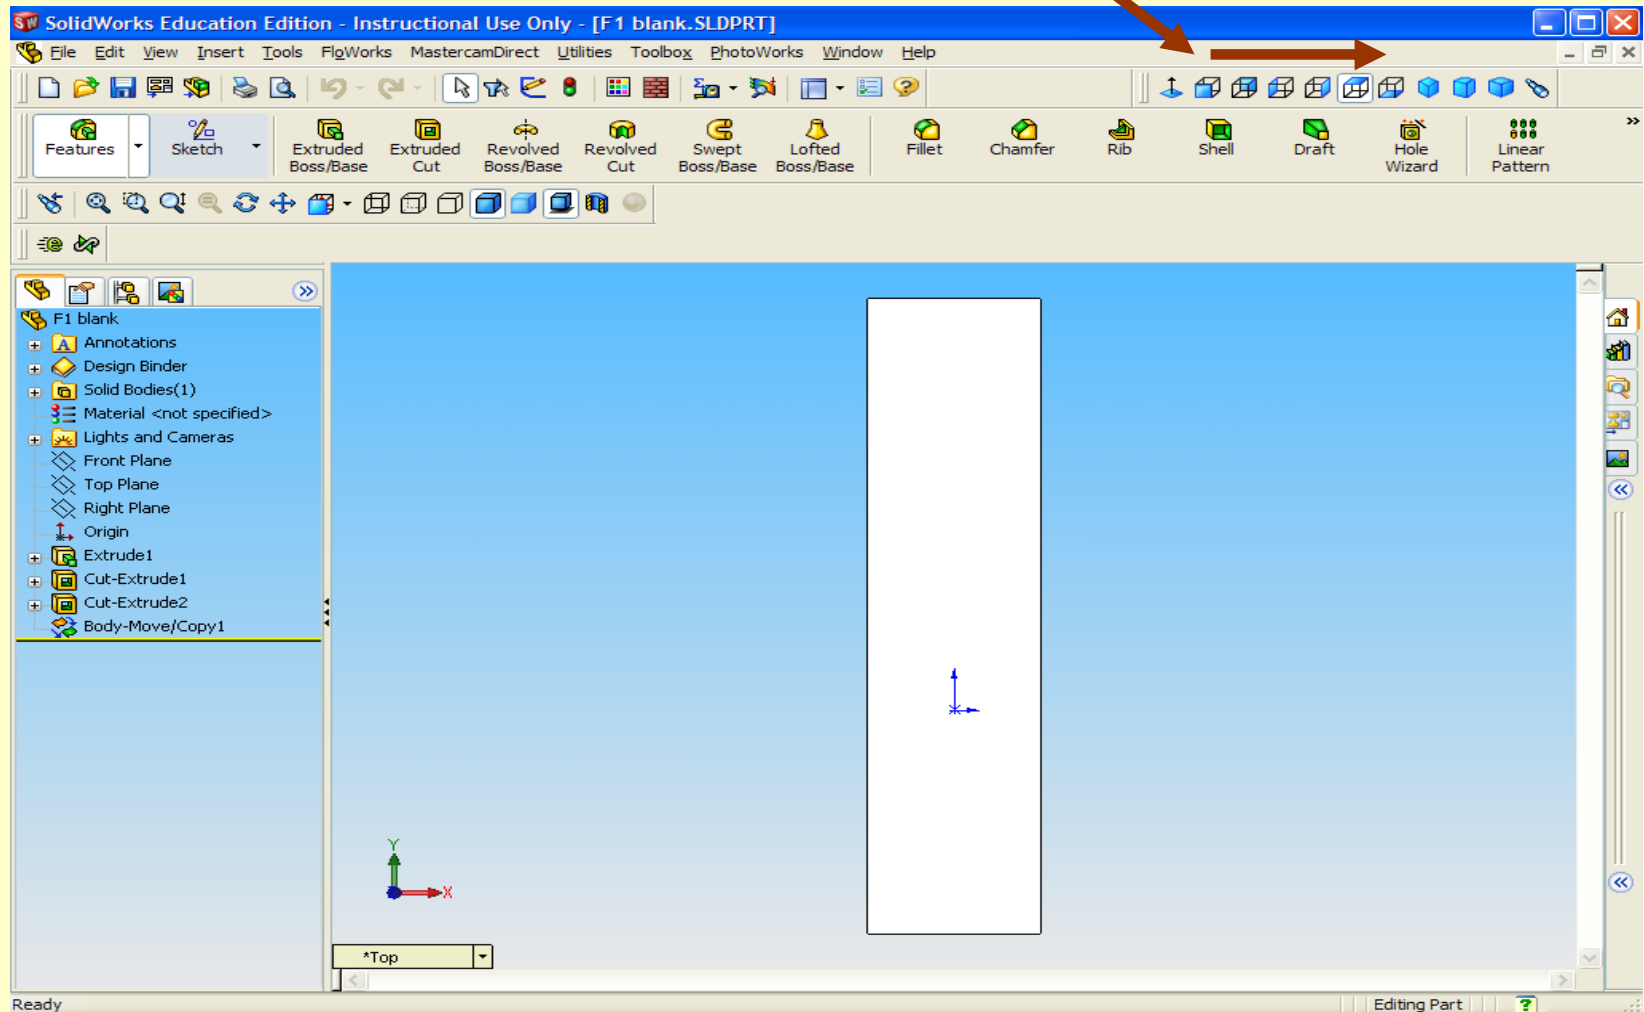 SolidWorks Education Edition - Instructional Use Only - [F1 blank.SLDPRT]
File Edit View Insert Tools FloWorks MastercamDirect Utilities Toolbox PhotoWorks Window Help
Features Sketch Extruded Boss/Base Extruded Cut Revolved Boss/Base Revolved Cut Swept Boss/Base Lofted Boss/Base Fillet Chamfer Rib Shell Draft Hole Wizard Linear Pattern
F1 blank
Annotations
Design Binder
Solid Bodies(1)
Material <not specified>
Lights and Cameras
Front Plane
Top Plane
Right Plane
Origin
Extrude1
Cut-Extrude1
Cut-Extrude2
Body-Move/Copy1
Y
X
*Top
Ready Editing Part